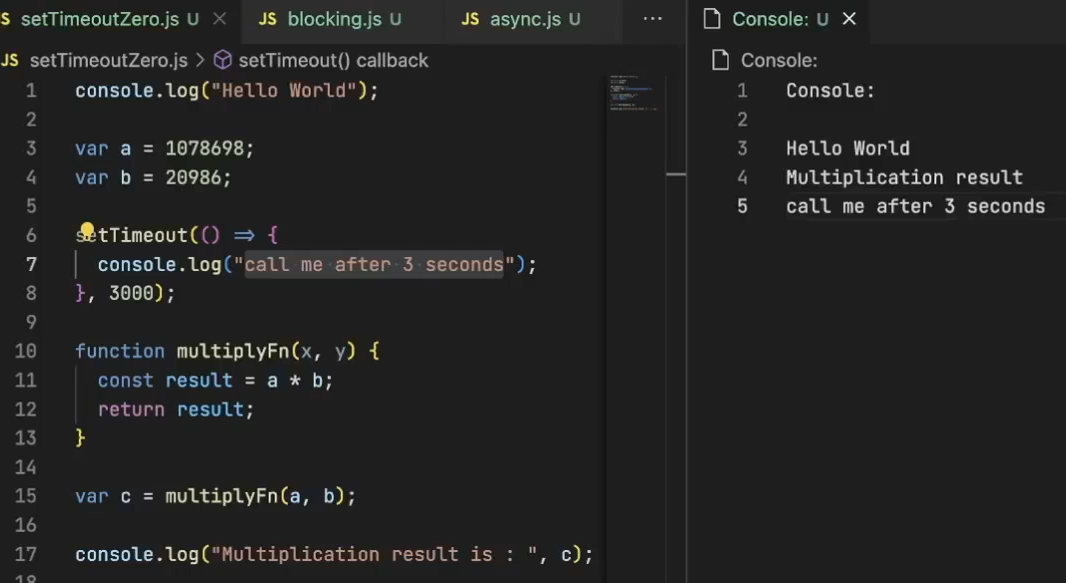 JS setTimeoutZero.js U × JS blocking.js U JS async.js U ... Console: U ×
JS setTimeoutZero.js > setTimeout() callback
1 console.log("Hello World");
2
3 var a = 1078698;
4 var b = 20986;
5
6 setTimeout(() => {
7 console.log("call me after 3 seconds");
8 }, 3000);
9
10 function multiplyFn(x, y) {
11 const result = a * b;
12 return result;
13 }
14
15 var c = multiplyFn(a, b);
16
17 console.log("Multiplication result is : ", c);
18
Console:
1 Console:
2
3 Hello World
4 Multiplication result
5 call me after 3 seconds